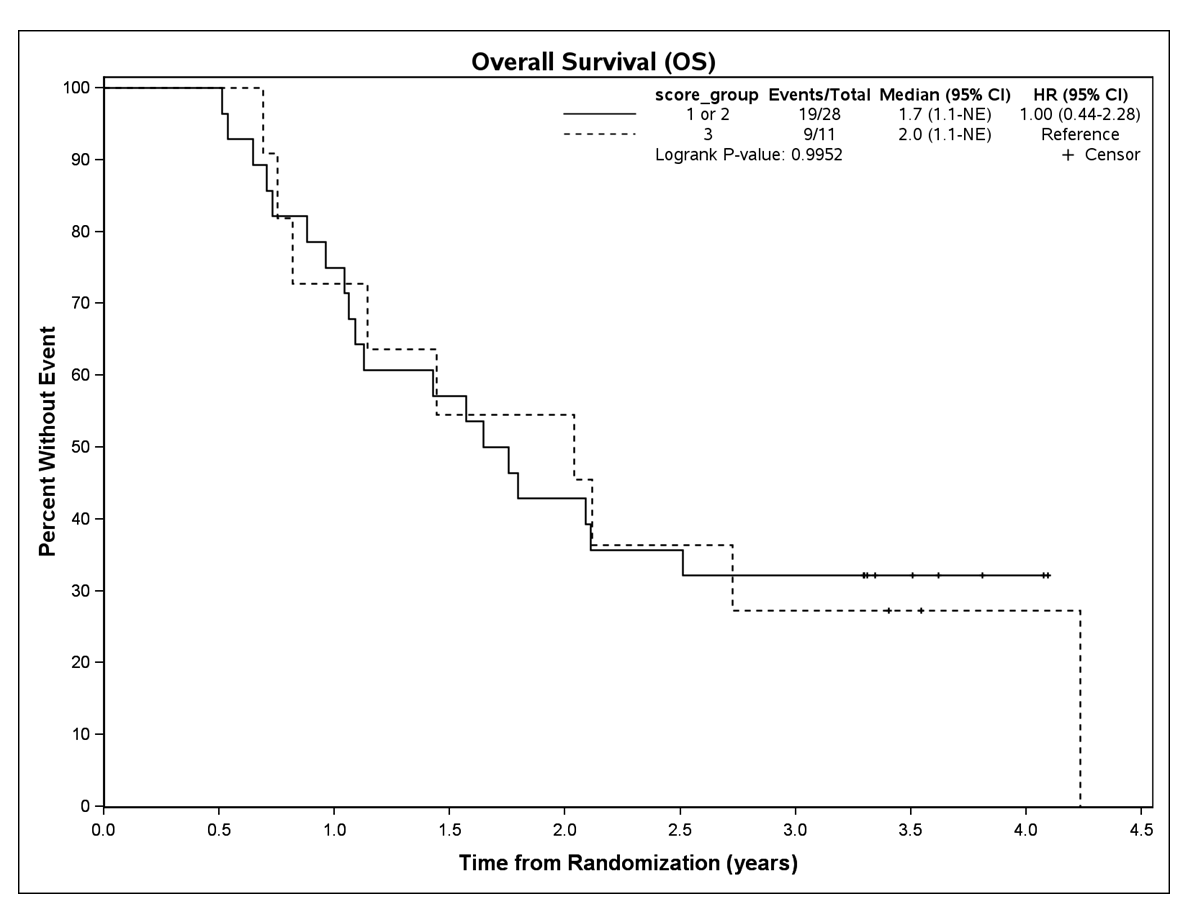 Overall Survival (OS)
score_group Events/Total Median (95% CI) HR (95% CI)
1 or 2 19/28 1.7 (1.1-NE) 1.00 (0.44-2.28)
3 9/11 2.0 (1.1-NE) Reference
Logrank P-value: 0.9952 + Censor
Percent Without Event
100
90
80
70
60
50
40
30
20
10
0
0.0 0.5 1.0 1.5 2.0 2.5 3.0 3.5 4.0 4.5
Time from Randomization (years)